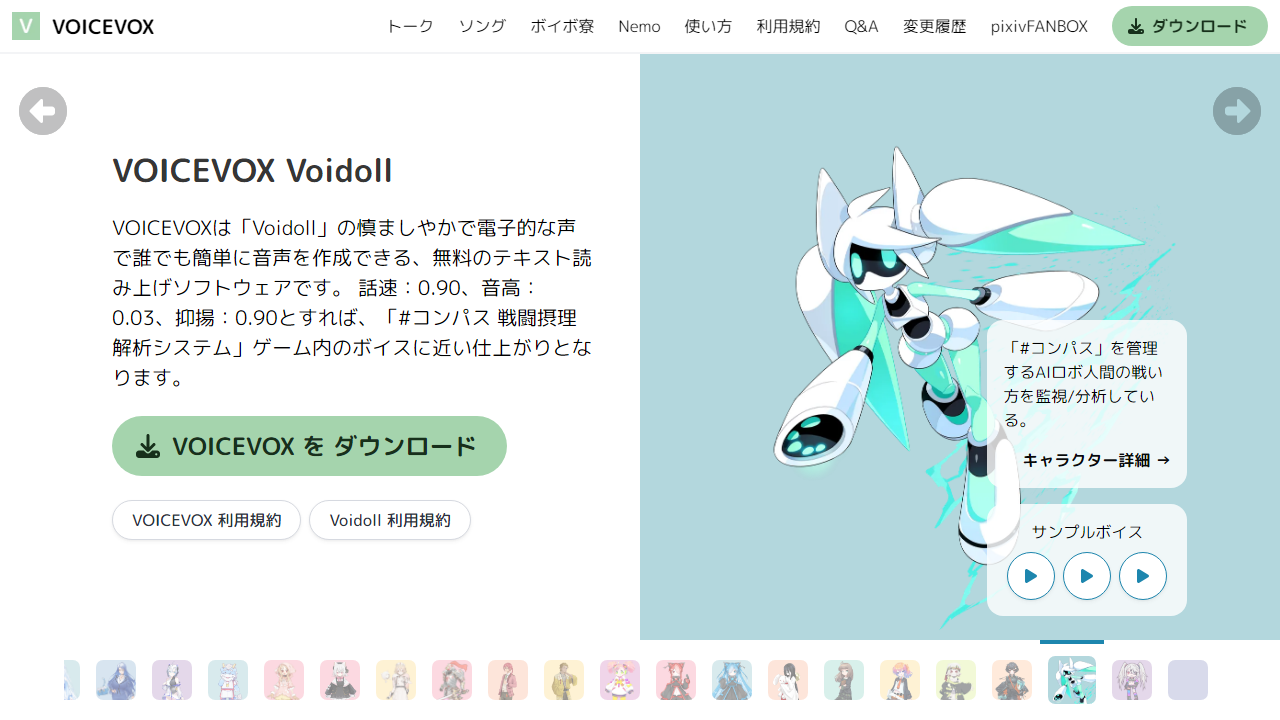 V VOICEVOX
トーク ソング ボイボ寮 Nemo 使い方 利用規約 Q&A 変更履歴 pixivFANBOX ダウンロード
VOICEVOX Voidoll
VOICEVOXは「Voidoll」の慎ましやかで電子的な声
で誰でも簡単に音声を作成できる、無料のテキスト読
み上げソフトウェアです。 話速：0.90、音高：
0.03、抑揚：0.90とすれば、「#コンパス 戦闘摂理
解析システム」ゲーム内のボイスに近い仕上がりとな
ります。
VOICEVOX を ダウンロード
VOICEVOX 利用規約 Voidoll 利用規約
「#コンパス」を管理
するAIロボ人間の戦い
方を監視/分析してい
る。
キャラクター詳細 →
サンプルボイス